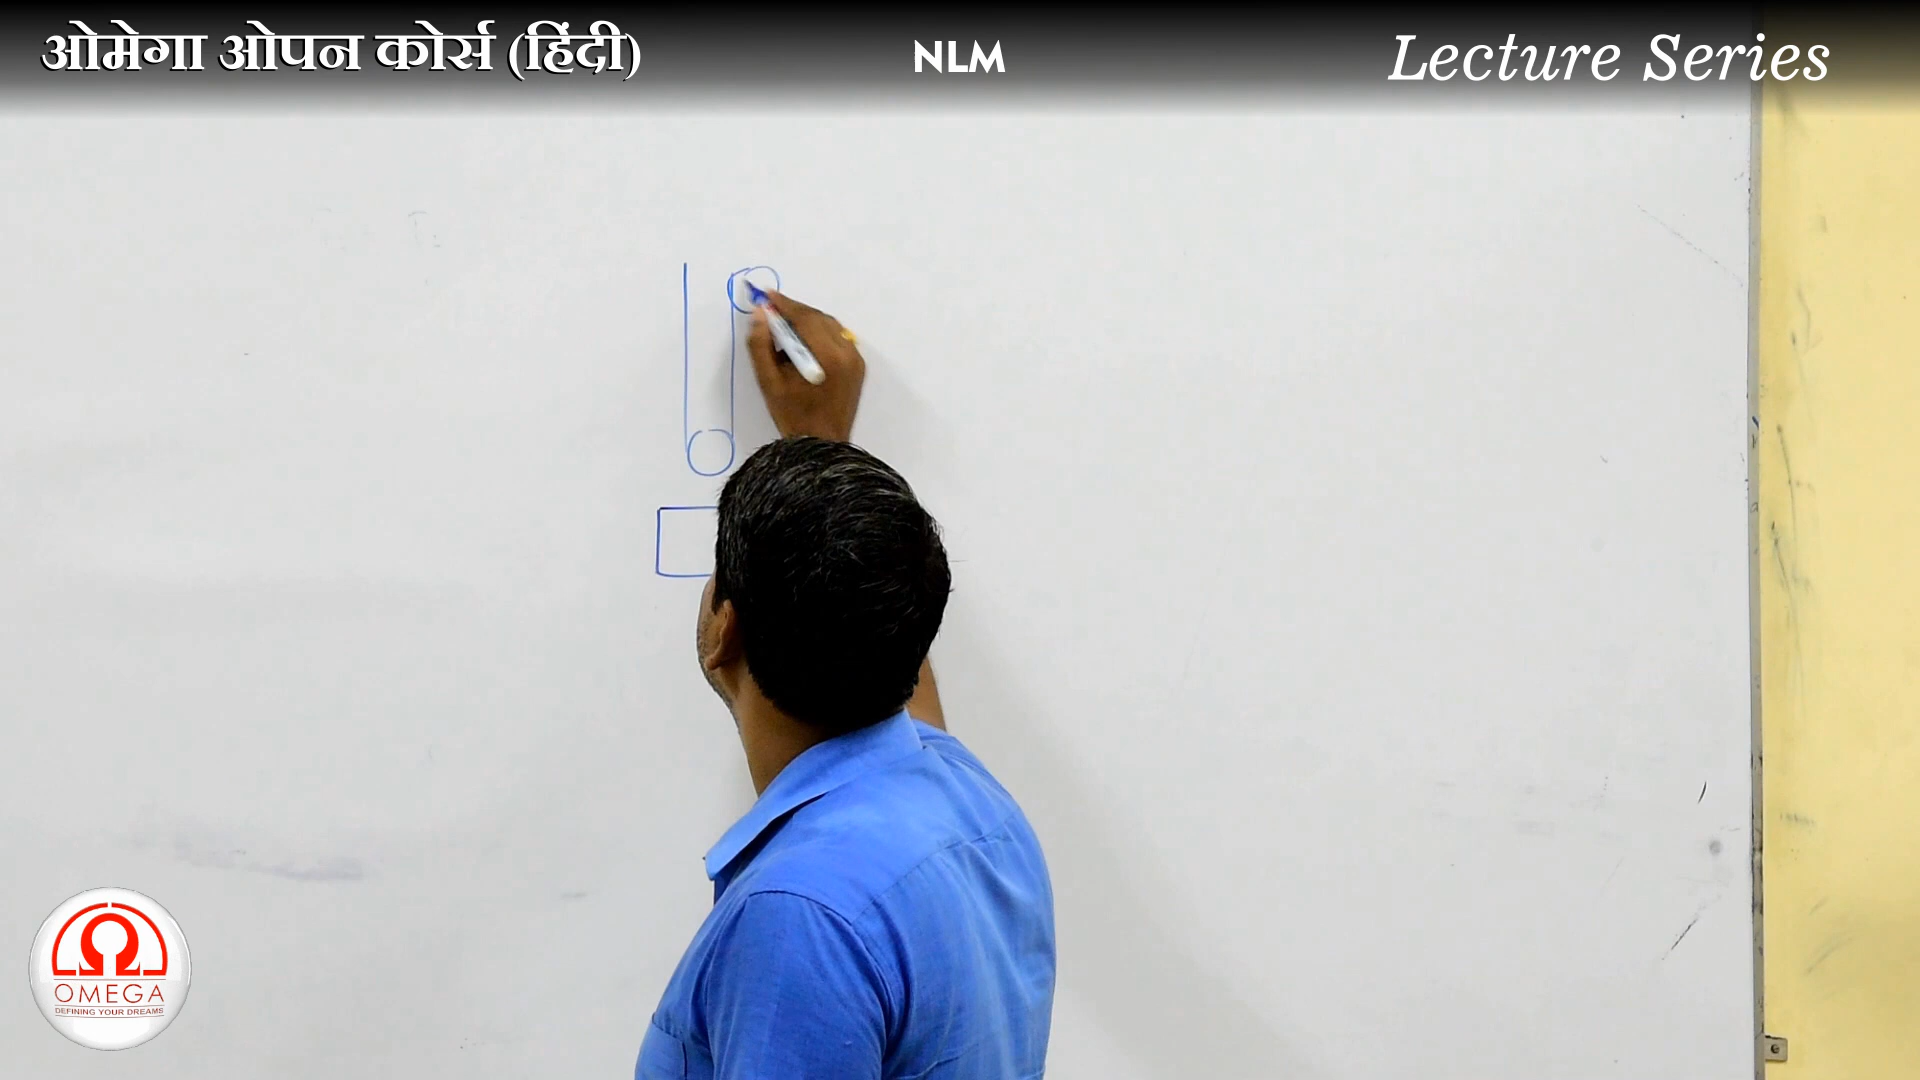 ओमेगा ओपन कोर्स (हिंदी)
NLM
Lecture Series
OMEGA
DEFINING YOUR DREAMS